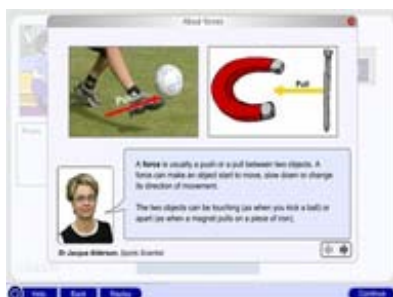 About forces
Push
Pull
A force is usually a push or a pull between two objects. A
force can make an object start to move, slow down or change
its direction of movement.
The two objects can be touching (as when you kick a ball) or
apart (as when a magnet pulls on a piece of iron).
Dr Jacque Alderson, Sports Scientist
Help Back Replay Continue